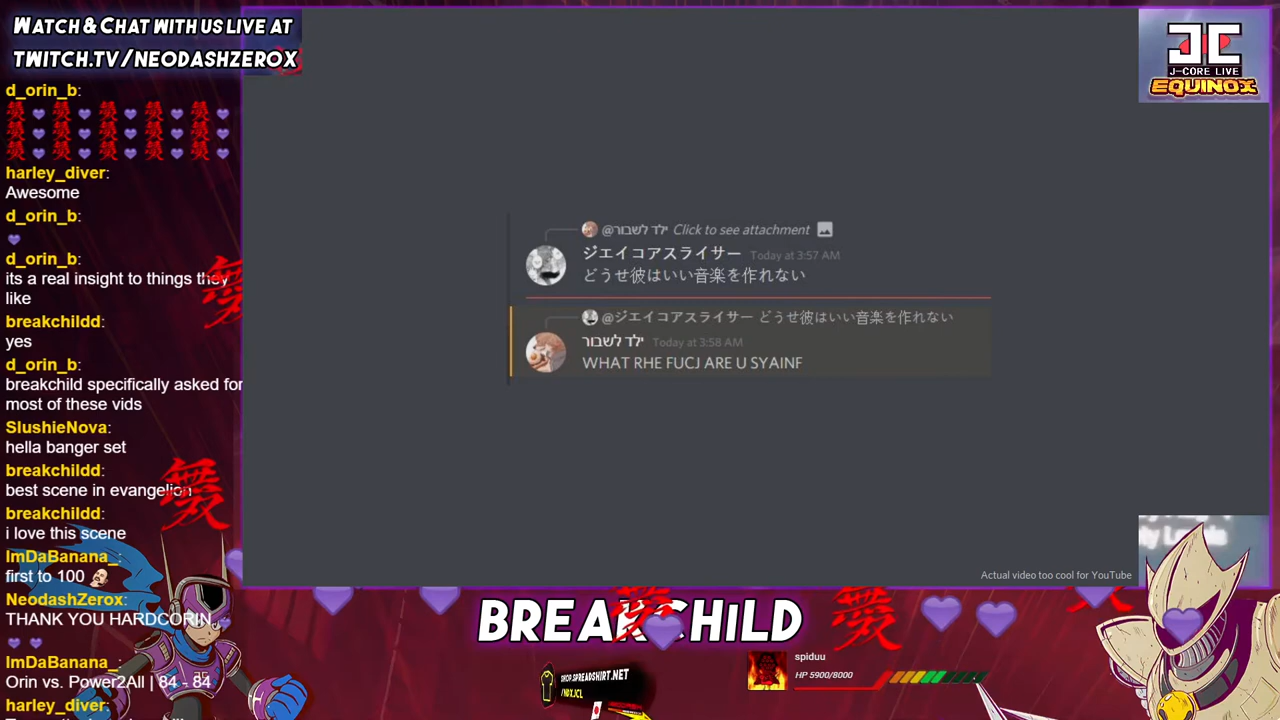 WATCH & CHAT WITH US LIVE AT
TWITCH.TV/NEODASHZEROX
d_orin_b:
harley_diver:
Awesome
d_orin_b:
d_orin_b:
its a real insight to things they
like
breakchildd:
yes
d_orin_b:
breakchild specifically asked for
most of these vids
SlushieNova:
hella banger set
breakchildd:
best scene in evangelion
breakchildd:
i love this scene
ImDaBanana_:
first to 100
NeodashZerox:
THANK YOU HARDCORIN
ImDaBanana_:
Orin vs. Power2All | 84 - 84
harley_diver:
@ילד לשבור Click to see attachment
ジエイコアスライサー Today at 3:57 AM
どうせ彼はいい音楽を作れない
@ジエイコアスライサー どうせ彼はいい音楽を作れない
ילד לשבור Today at 3:58 AM
WHAT RHE FUCJ ARE U SYAINF
Actual video too cool for YouTube
JC
J-CORE LIVE
EQUINOX
BREAKCHILD
SHOP.SPREADSHIRT.NET
/NDXJCL
spiduu
HP 5900/8000